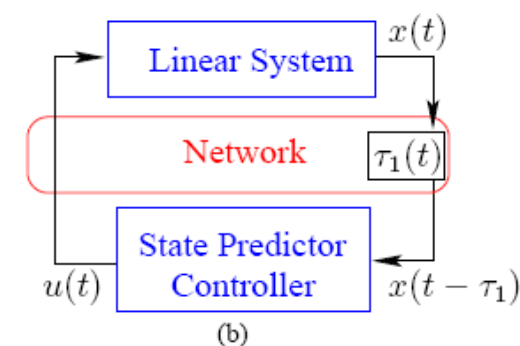 x(t)
Linear System
Network
τ₁(t)
State Predictor
Controller
u(t)
x(t − τ₁)
(b)